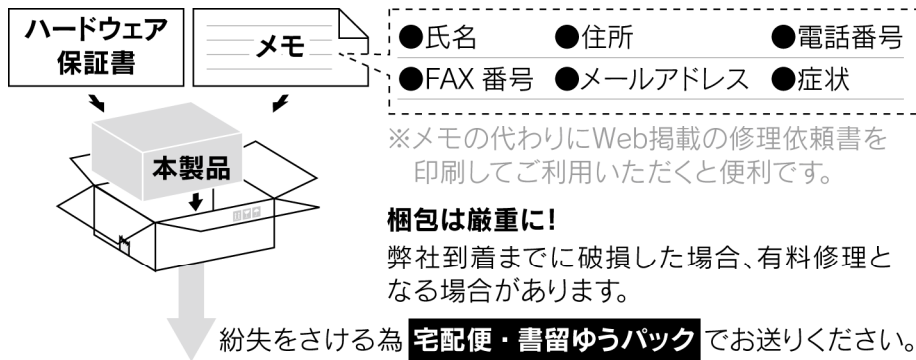 ハードウェア
保証書
メモ
●氏名 ●住所 ●電話番号
●FAX 番号 ●メールアドレス ●症状
※メモの代わりにWeb掲載の修理依頼書を
印刷してご利用いただくと便利です。
本製品
梱包は厳重に!
弊社到着までに破損した場合、有料修理と
なる場合があります。
紛失をさける為 宅配便・書留ゆうパック でお送りください。